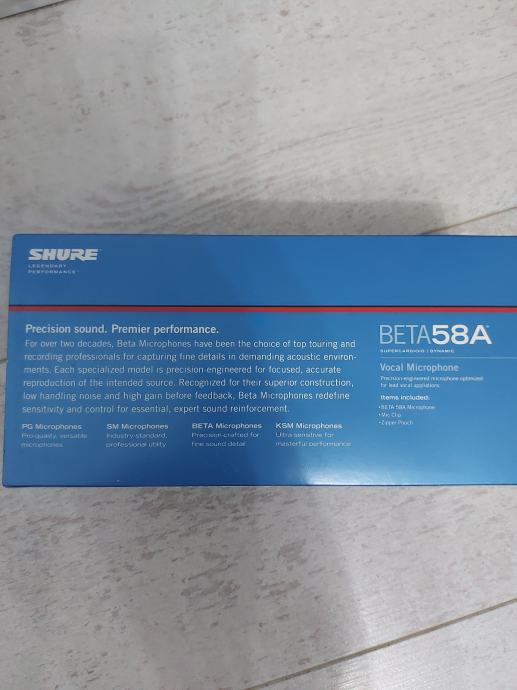 SHURE
LEGENDARY
PERFORMANCE™
Precision sound. Premier performance.
For over two decades, Beta Microphones have been the choice of top touring and
recording professionals for capturing fine details in demanding acoustic environ-
ments. Each specialized model is precision-engineered for focused, accurate
reproduction of the intended source. Recognized for their superior construction,
low handling noise and high gain before feedback, Beta Microphones redefine
sensitivity and control for essential, expert sound reinforcement.
PG Microphones
Pro-quality, versatile
microphones
SM Microphones
Industry-standard,
professional utility
BETA Microphones
Precision-crafted for
fine sound detail
KSM Microphones
Ultra sensitive for
masterful performance
BETA58A®
SUPERCARDIOID | DYNAMIC
Vocal Microphone
Precision-engineered microphone optimized
for lead vocal applications.
Items included:
•BETA 58A Microphone
•Mic Clip
•Zipper Pouch